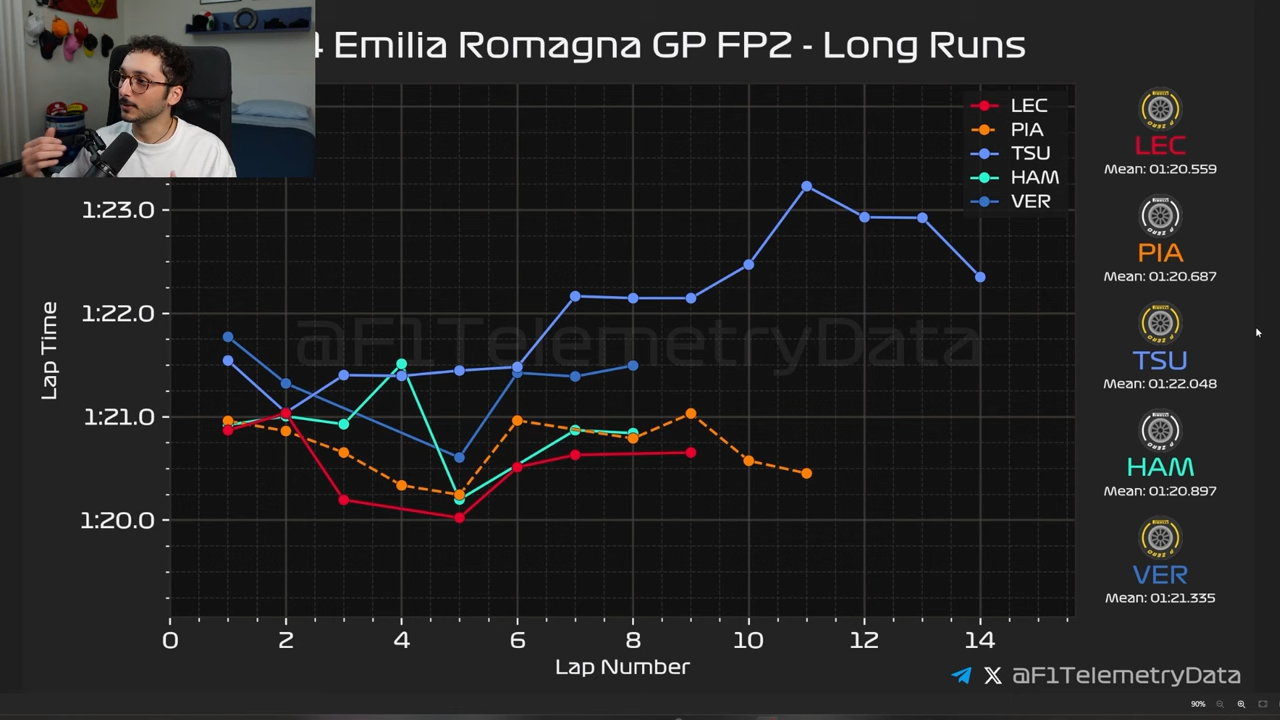 4 Emilia Romagna GP FP2 - Long Runs
LEC
PIA
TSU
HAM
VER
1:23.0
1:22.0
1:21.0
1:20.0
Lap Time
@F1TelemetryData
0 2 4 6 8 10 12 14
Lap Number
LEC
Mean: 01:20.559
PIA
Mean: 01:20.687
TSU
Mean: 01:22.048
HAM
Mean: 01:20.897
VER
Mean: 01:21.335
@F1TelemetryData
90%